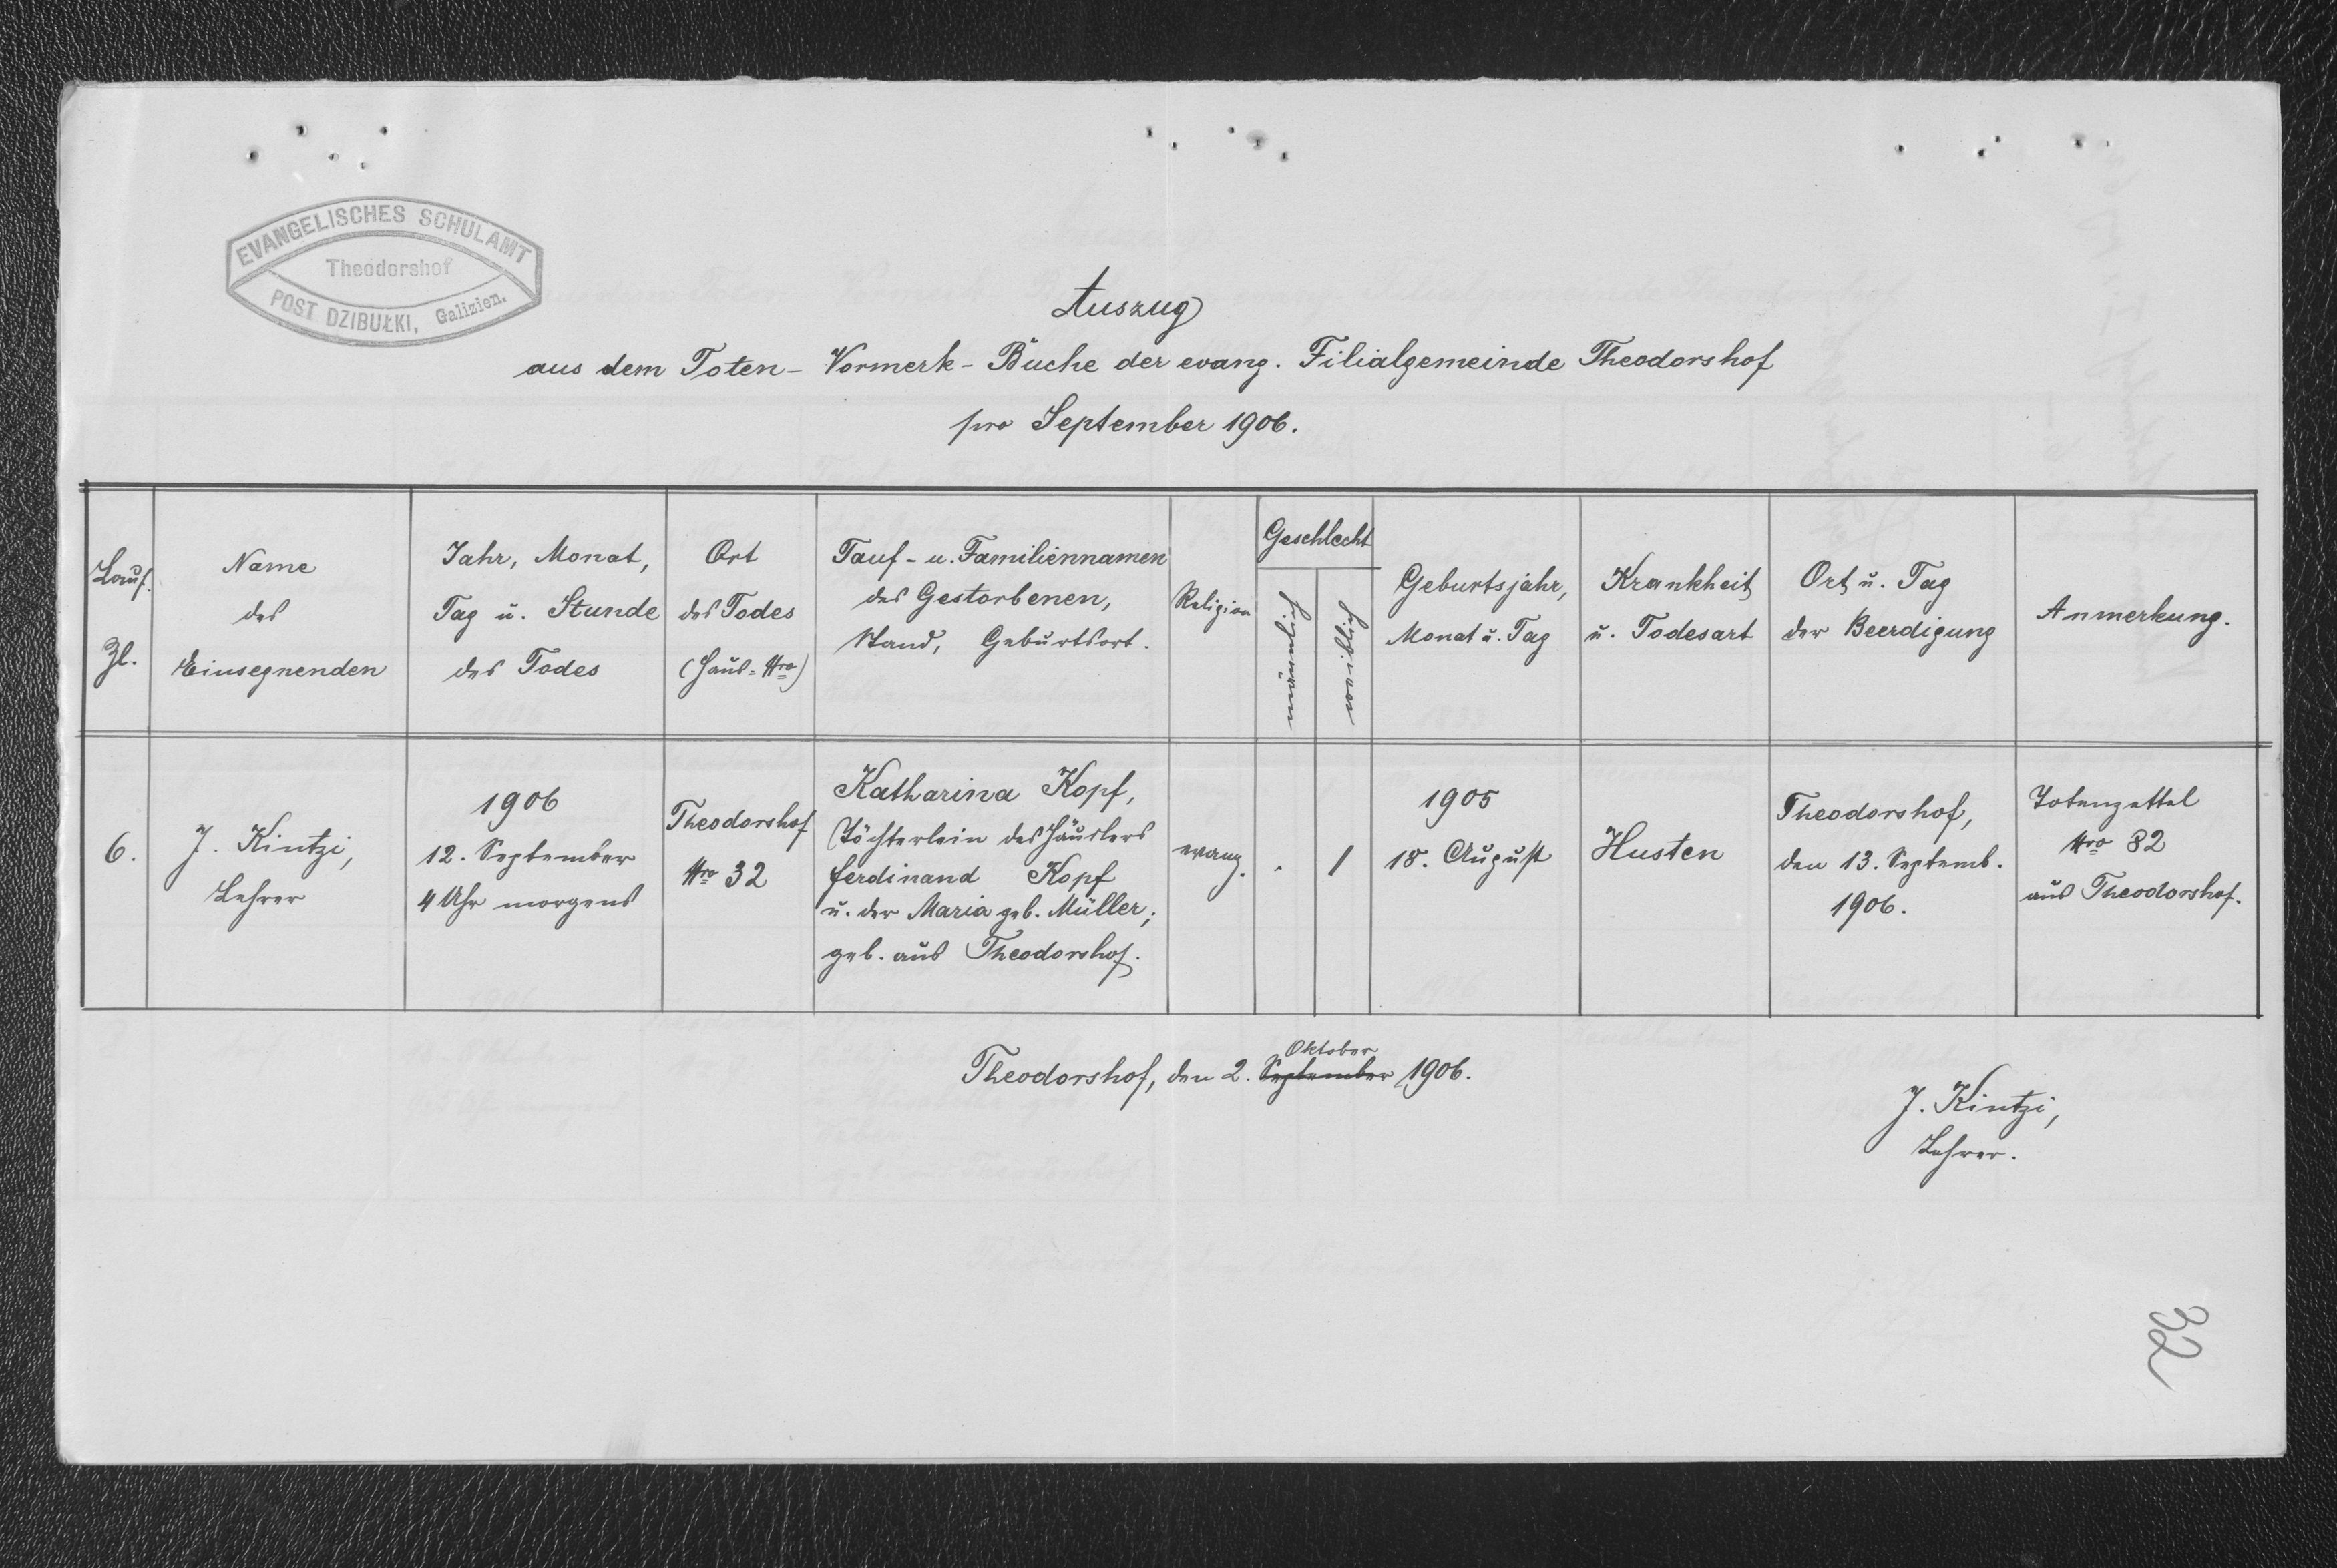 EVANGELISCHES SCHULAMT
Theodorshof
POST DZIBUŁKI, Galizien.
Auszug
aus dem Toten- Vormerk- Buche der evang. Filialgemeinde Theodorshof
pro September 1906.
Lauf.
Zl.
Name
des
Einsegnenden
Jahr, Monat,
Tag u. Stunde
des Todes
Ort
des Todes
(Haus-Nro)
Tauf- u. Familiennamen
des Gestorbenen,
Stand, Geburtsort.
Religion
Geschlecht
Geburtsjahr,
Monat u. Tag
Krankheit
u. Todesart
Ort u. Tag
der Beerdigung
Anmerkung.
6.
J. Kintzi,
Lehrer
1906
12. September
4 Uhr morgens
Theodorshof
Nro 32
Katharina Kopf,
Töchterlein des Häuslers
Ferdinand Kopf
u. der Maria geb. Müller;
geb. aus Theodorshof.
evang.
.
1
1905
18. August
Husten
Theodorshof,
den 13. Septemb.
1906.
Totenzettel
Nro 82
aus Theodorshof.
Oktober
Theodorshof, den 2. September 1906.
J. Kintzi,
Lehrer.
32